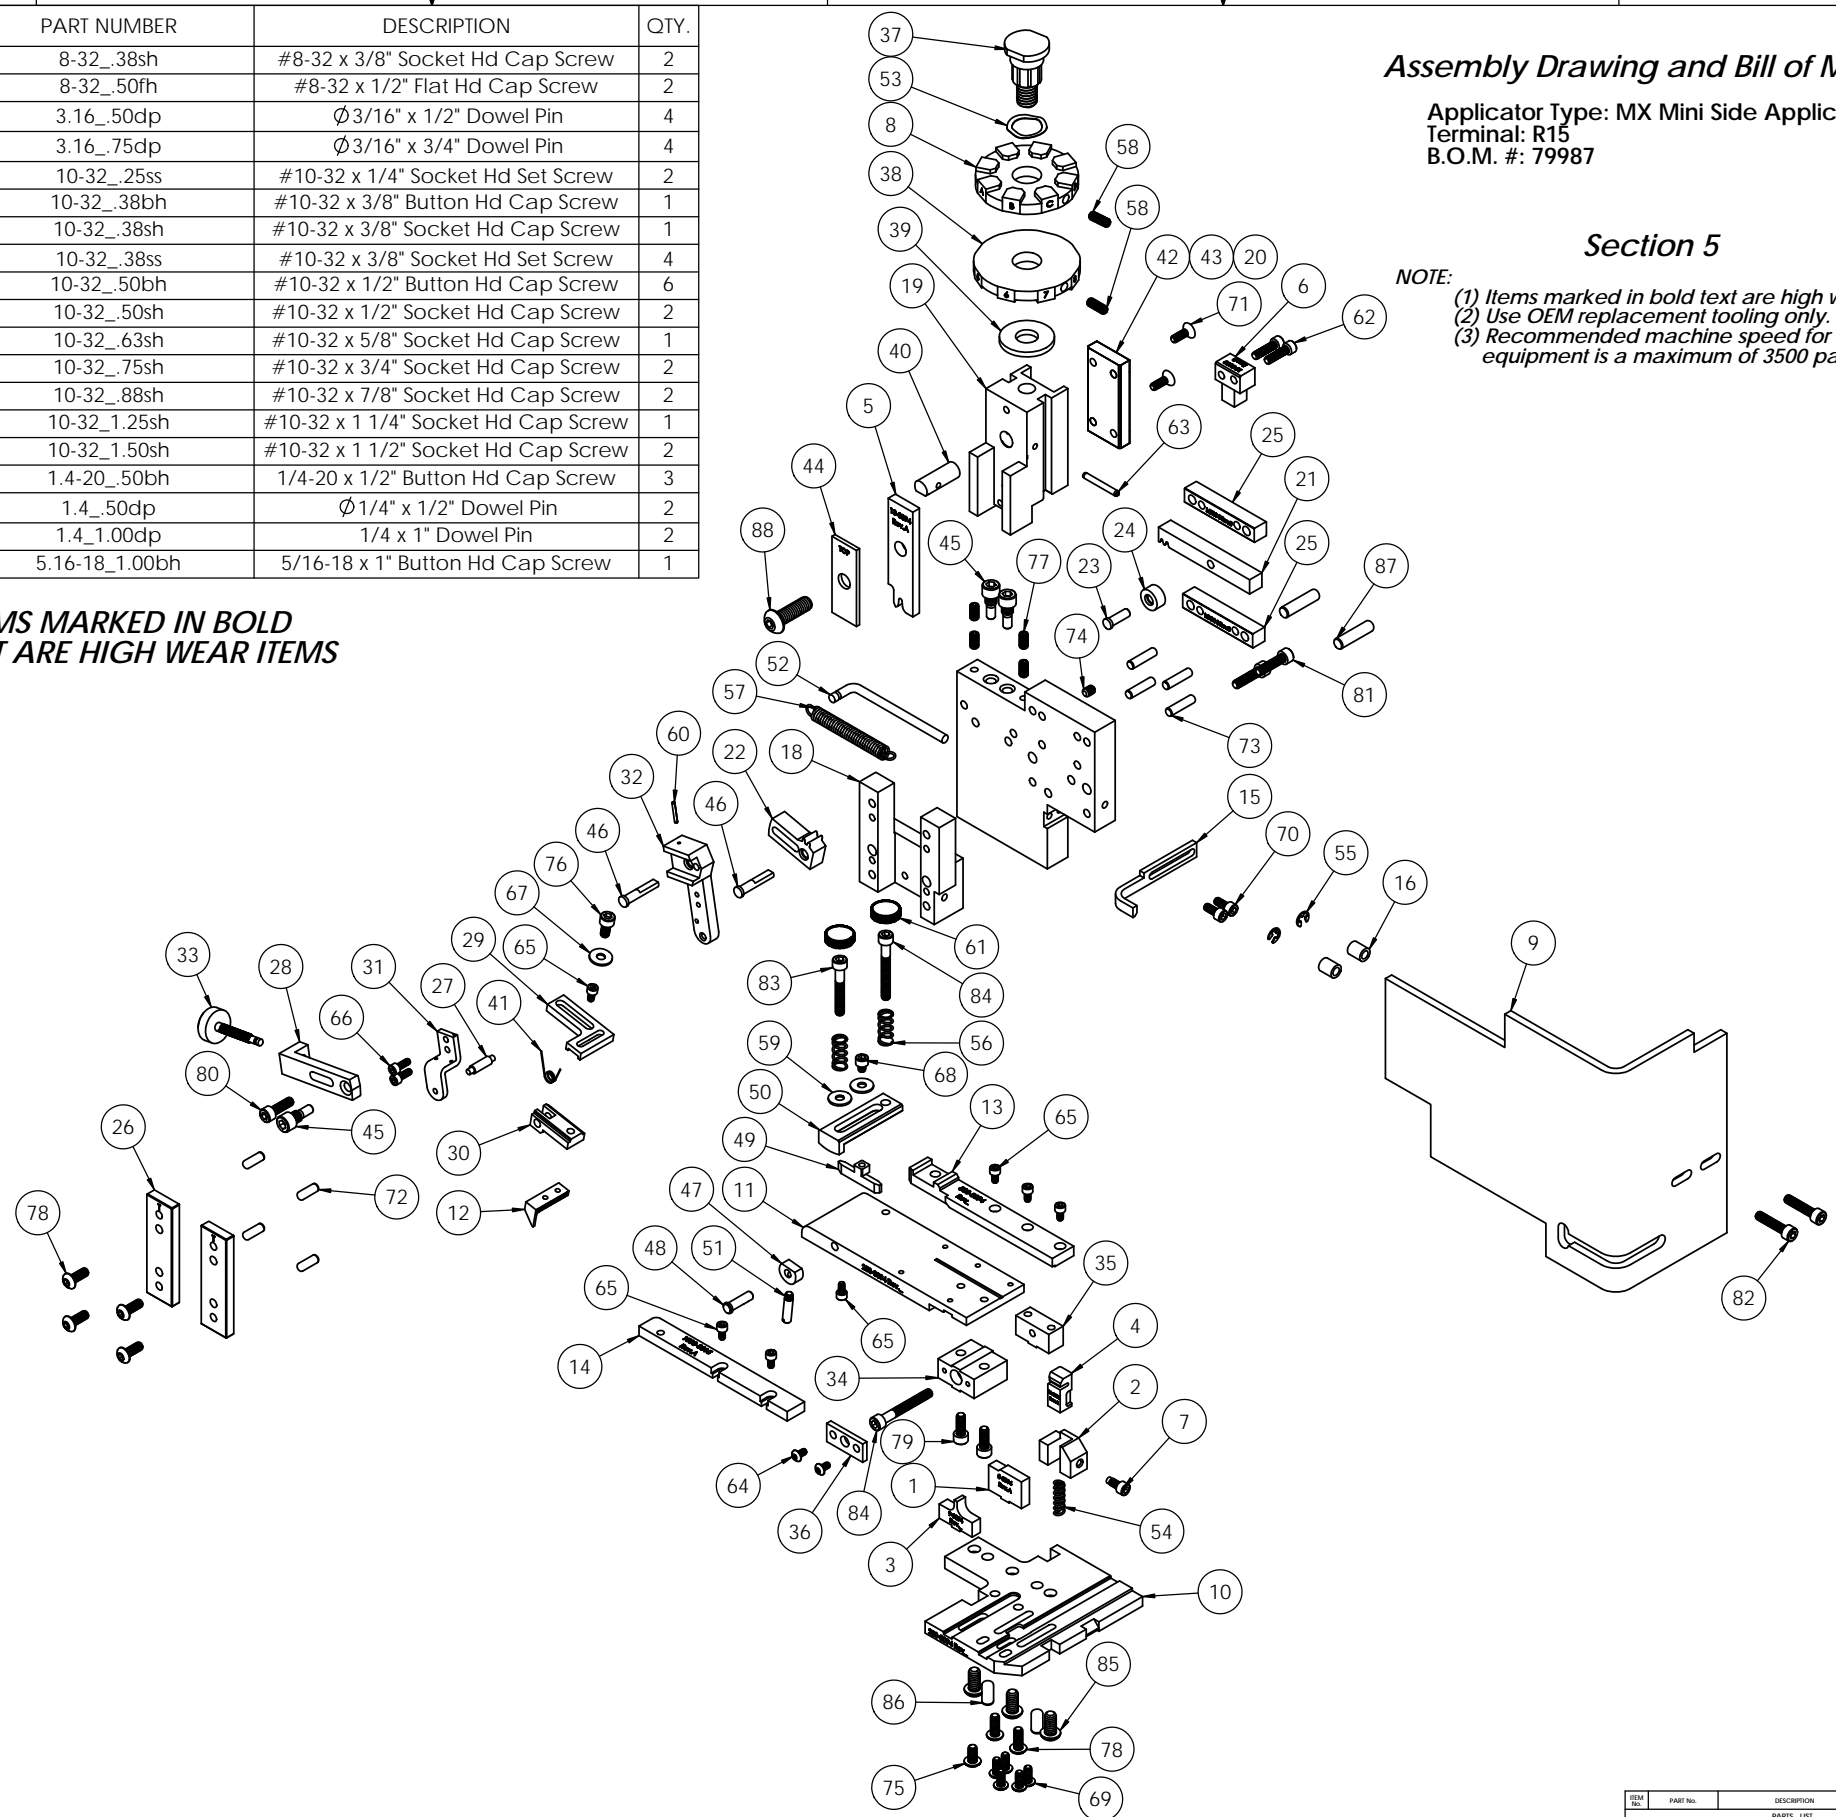 PART NUMBER DESCRIPTION QTY.
8-32_.38sh #8-32 x 3/8" Socket Hd Cap Screw 2
8-32_.50fh #8-32 x 1/2" Flat Hd Cap Screw 2
3.16_.50dp Ø3/16" x 1/2" Dowel Pin 4
3.16_.75dp Ø3/16" x 3/4" Dowel Pin 4
10-32_.25ss #10-32 x 1/4" Socket Hd Set Screw 2
10-32_.38bh #10-32 x 3/8" Button Hd Cap Screw 1
10-32_.38sh #10-32 x 3/8" Socket Hd Cap Screw 1
10-32_.38ss #10-32 x 3/8" Socket Hd Set Screw 4
10-32_.50bh #10-32 x 1/2" Button Hd Cap Screw 6
10-32_.50sh #10-32 x 1/2" Socket Hd Cap Screw 2
10-32_.63sh #10-32 x 5/8" Socket Hd Cap Screw 1
10-32_.75sh #10-32 x 3/4" Socket Hd Cap Screw 2
10-32_.88sh #10-32 x 7/8" Socket Hd Cap Screw 2
10-32_1.25sh #10-32 x 1 1/4" Socket Hd Cap Screw 1
10-32_1.50sh #10-32 x 1 1/2" Socket Hd Cap Screw 2
1.4-20_.50bh 1/4-20 x 1/2" Button Hd Cap Screw 3
1.4_.50dp Ø1/4" x 1/2" Dowel Pin 2
1.4_1.00dp 1/4 x 1" Dowel Pin 2
5.16-18_1.00bh 5/16-18 x 1" Button Hd Cap Screw 1
MS MARKED IN BOLD
T ARE HIGH WEAR ITEMS
Assembly Drawing and Bill of M
Applicator Type: MX Mini Side Applic
Terminal: R15
B.O.M. #: 79987
Section 5
NOTE:
(1) Items marked in bold text are high w
(2) Use OEM replacement tooling only.
(3) Recommended machine speed for
equipment is a maximum of 3500 pa
37
53
8
58
38
58
39
42 43 20
6
19
71
62
40
5
63
25
44
21
88
45
77
24
25
23
87
74
52
81
57
60
73
22
18
32
46
15
46
70
76
55
16
67
9
29
65
61
33
28
31
27
83
84
41
66
59
56
80
68
50
13
65
26
45
30
49
72
47
11
78
12
48
51
35
65
82
65
4
14
34
2
7
79
64
1
84
36
54
3
10
85
86
78
75
69
TOP
A B C
6 7
ITEM No. PART No. DESCRIPTION
PARTS LIST